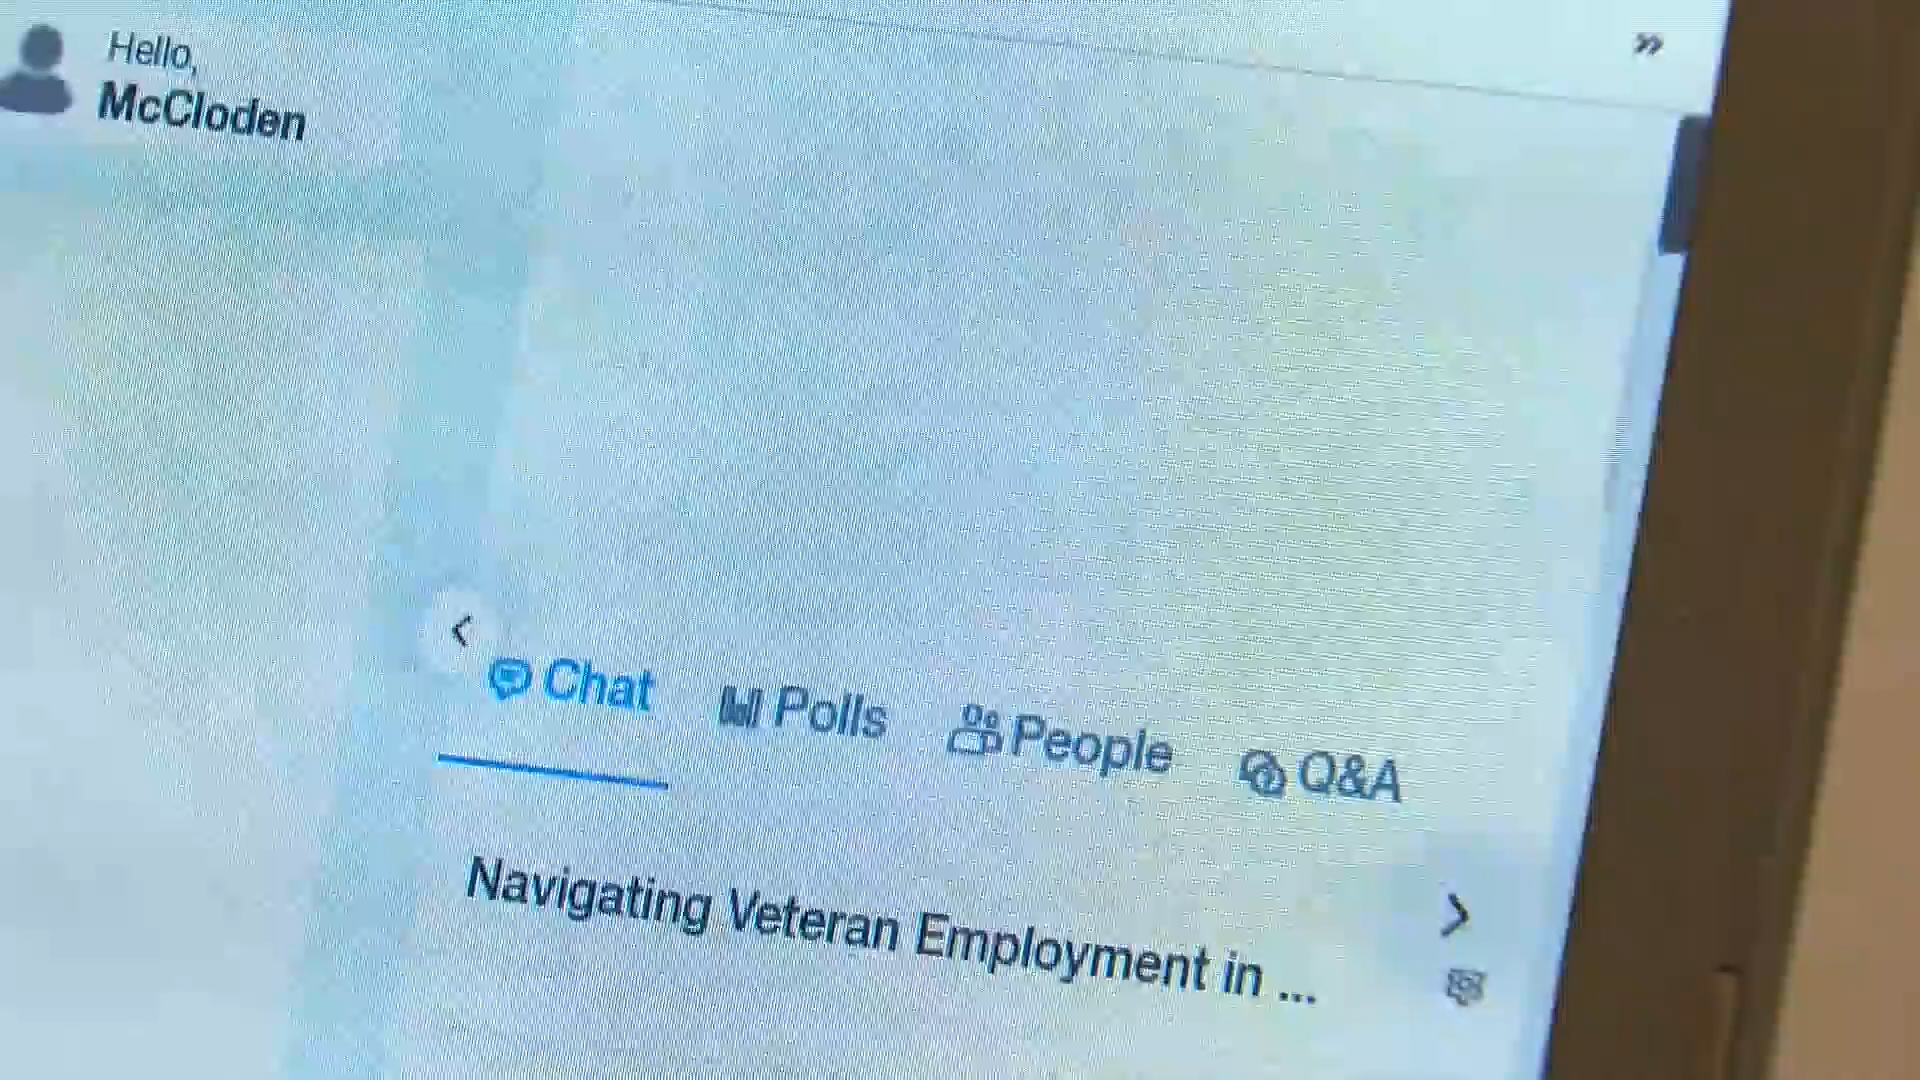 Hello,
McCloden
»
Chat Polls People Q&A
Navigating Veteran Employment in ...